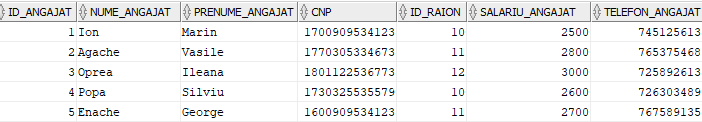 ID_ANGAJAT NUME_ANGAJAT PRENUME_ANGAJAT CNP ID_RAION SALARIU_ANGAJAT TELEFON_ANGAJAT
1 Ion Marin 1700909534123 10 2500 745125613
2 Agache Vasile 1770305334673 11 2800 765375468
3 Oprea Ileana 1801122536773 12 3000 725892613
4 Popa Silviu 1730325535579 10 2600 726303489
5 Enache George 1600909534123 11 2700 767589135